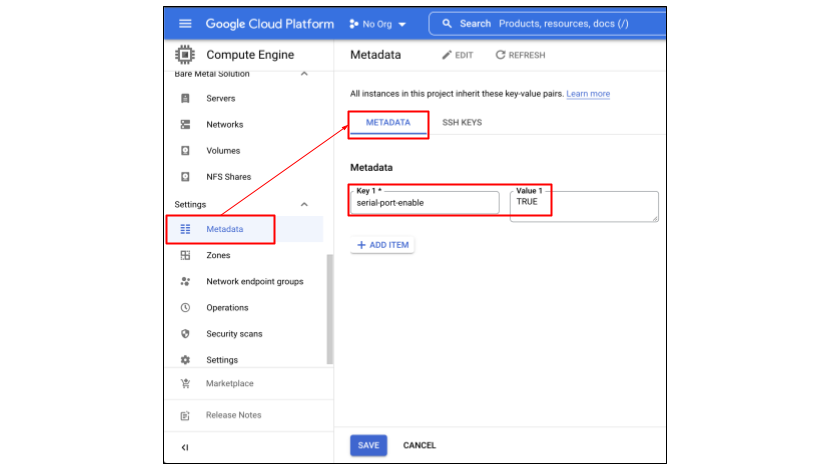 Google Cloud Platform
No Org
Search Products, resources, docs (/)
Compute Engine
Bare Metal Solution
Servers
Networks
Volumes
NFS Shares
Settings
Metadata
Zones
Network endpoint groups
Operations
Security scans
Settings
Marketplace
Release Notes
Metadata
EDIT
REFRESH
All instances in this project inherit these key-value pairs. Learn more
METADATA
SSH KEYS
Metadata
Key 1 *
serial-port-enable
Value 1
TRUE
+ ADD ITEM
SAVE
CANCEL